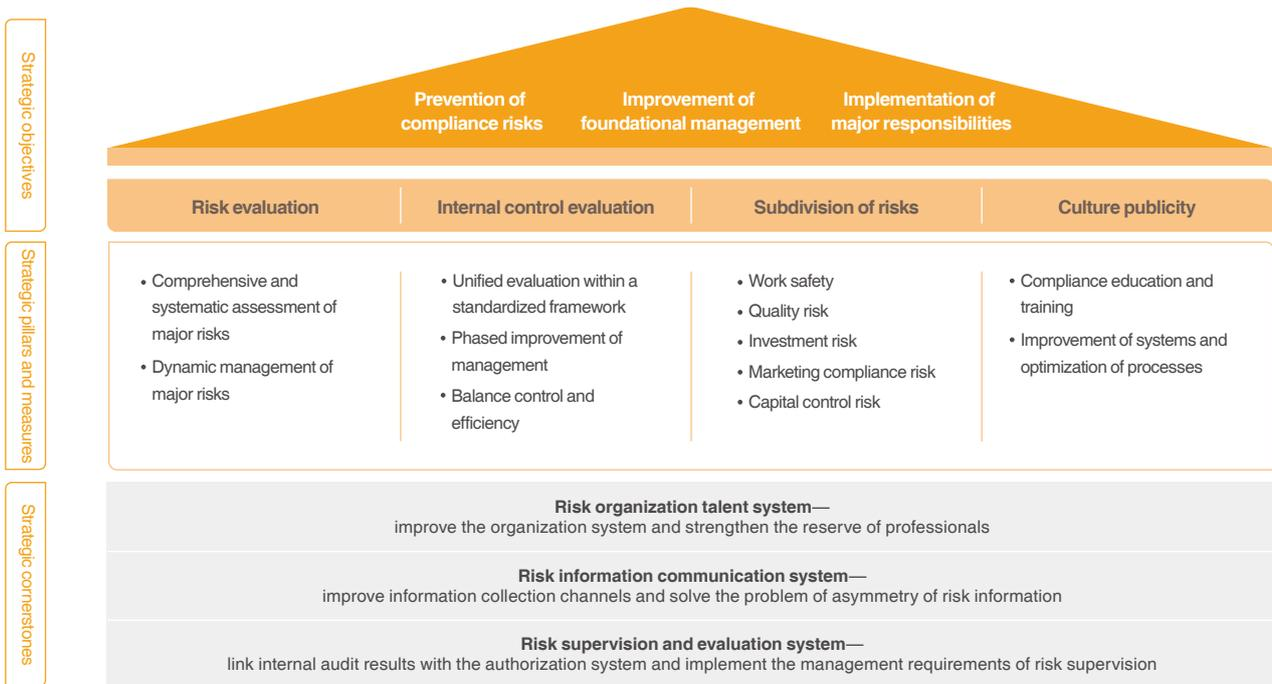 Strategic objectives
Prevention of
compliance risks
Improvement of
foundational management
Implementation of
major responsibilities
Risk evaluation
Internal control evaluation
Subdivision of risks
Culture publicity
Strategic pillars and measures
• Comprehensive and
systematic assessment of
major risks
• Dynamic management of
major risks
• Unified evaluation within a
standardized framework
• Phased improvement of
management
• Balance control and
efficiency
• Work safety
• Quality risk
• Investment risk
• Marketing compliance risk
• Capital control risk
• Compliance education and
training
• Improvement of systems and
optimization of processes
Strategic cornerstones
Risk organization talent system—
improve the organization system and strengthen the reserve of professionals
Risk information communication system—
improve information collection channels and solve the problem of asymmetry of risk information
Risk supervision and evaluation system—
link internal audit results with the authorization system and implement the management requirements of risk supervision